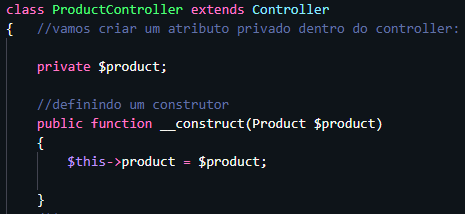 class ProductController extends Controller
{   //vamos criar um atributo privado dentro do controller:
private $product;
//definindo um construtor
public function __construct(Product $product)
{
$this->product = $product;
}